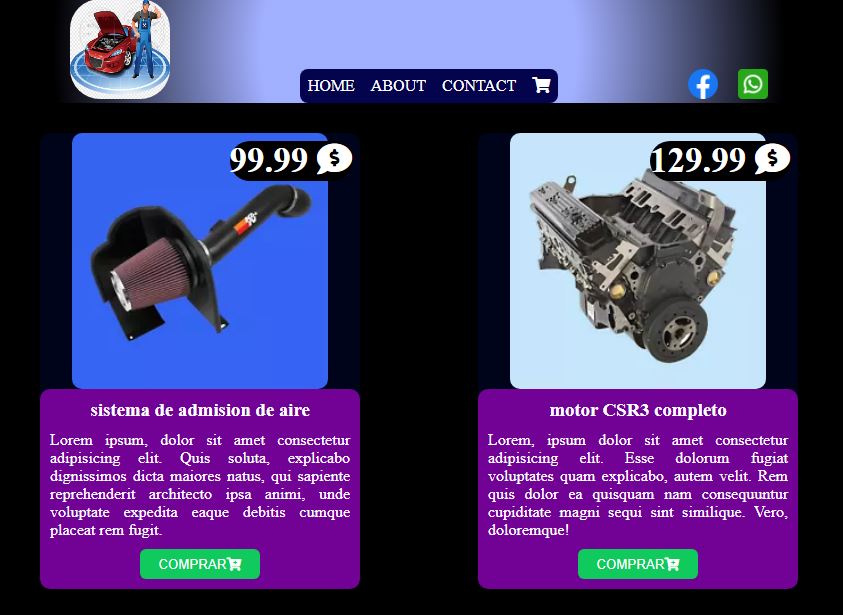 HOME ABOUT CONTACT
99.99
129.99
sistema de admision de aire
Lorem ipsum, dolor sit amet consectetur
adipisicing elit. Quis soluta, explicabo
dignissimos dicta maiores natus, qui sapiente
reprehenderit architecto ipsa animi, unde
voluptate expedita eaque debitis cumque
placeat rem fugit.
COMPRAR
motor CSR3 completo
Lorem, ipsum dolor sit amet consectetur
adipisicing elit. Esse dolorum fugiat
voluptates quam explicabo, autem velit. Rem
quis dolor ea quisquam nam consequuntur
cupiditate magni sequi sint similique. Vero,
doloremque!
COMPRAR